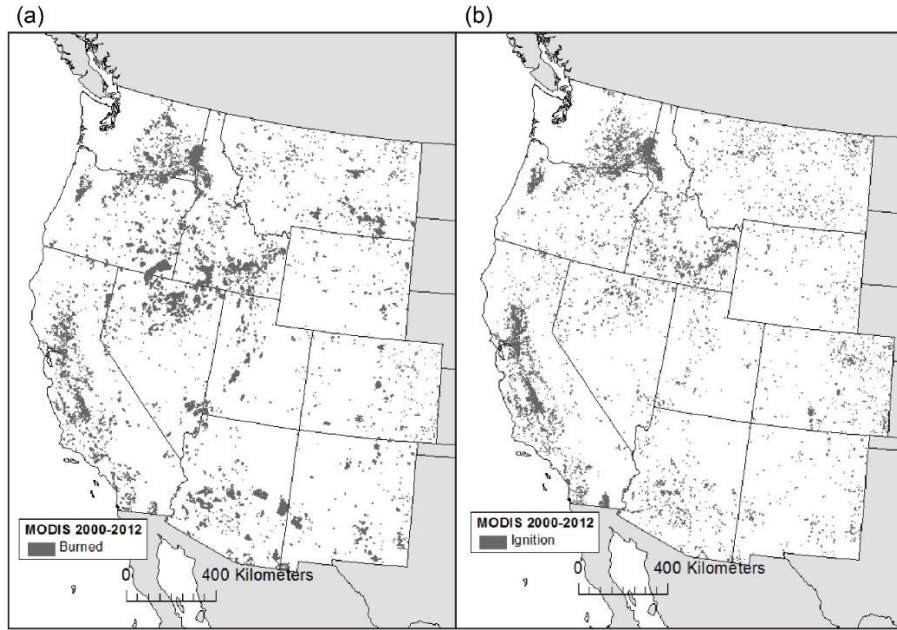 (a)
(b)
MODIS 2000-2012
Burned
0 400 Kilometers
MODIS 2000-2012
Ignition
0 400 Kilometers